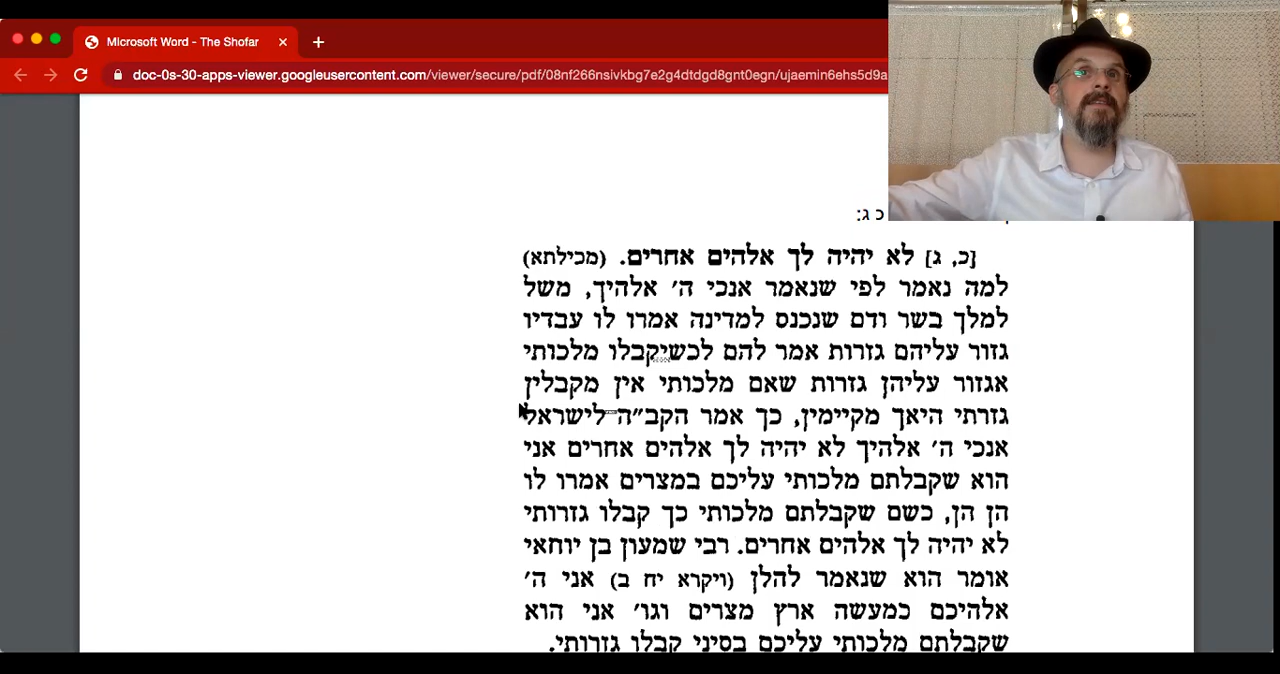 Microsoft Word - The Shofar
doc-0s-30-apps-viewer.googleusercontent.com/viewer/secure/pdf/08nf266nsivkbg7e2g4dtdgd8gnt0egn/ujaemin6ehs5d9a
כ ג:
[כ, ג] לא יהיה לך אלהים אחרים. (מכילתא)
למה נאמר לפי שנאמר אנכי ה׳ אלהיך, משל
למלך בשר ודם שנכנס למדינה אמרו לו עבדיו
גזור עליהם גזרות אמר להם לכשיקבלו מלכותי
אגזור עליהן גזרות שאם מלכותי אין מקבלין
גזרתי היאך מקיימין, כך אמר הקב״ה לישראל
אנכי ה׳ אלהיך לא יהיה לך אלהים אחרים אני
הוא שקבלתם מלכותי עליכם במצרים אמרו לו
הן הן, כשם שקבלתם מלכותי כך קבלו גזרותי
לא יהיה לך אלהים אחרים. רבי שמעון בן יוחאי
אומר הוא שנאמר להלן (ויקרא יח ב) אני ה׳
אלהיכם כמעשה ארץ מצרים וגו׳ אני הוא
שקבלתם מלכותי עליכם בסיני קבלו גזרותי.